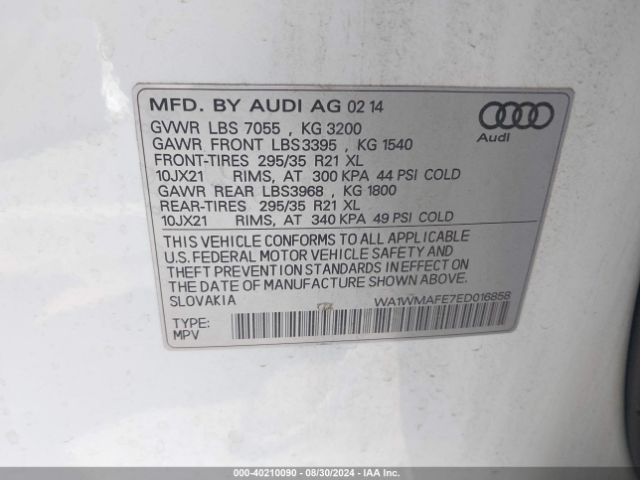 MFD. BY AUDI AG 02 14
GVWR LBS 7055 , KG 3200
GAWR FRONT LBS3395 , KG 1540
FRONT-TIRES 295/35 R21 XL
10JX21 RIMS, AT 300 KPA 44 PSI COLD
GAWR REAR LBS3968 , KG 1800
REAR-TIRES 295/35 R21 XL
10JX21 RIMS, AT 340 KPA 49 PSI COLD
Audi
THIS VEHICLE CONFORMS TO ALL APPLICABLE
U.S. FEDERAL MOTOR VEHICLE SAFETY AND
THEFT PREVENTION STANDARDS IN EFFECT ON
THE DATE OF MANUFACTURE SHOWN ABOVE.
SLOVAKIA
WA1WMAFE7ED016858
TYPE:
MPV
000-40210090 - 08/30/2024 - IAA Inc.